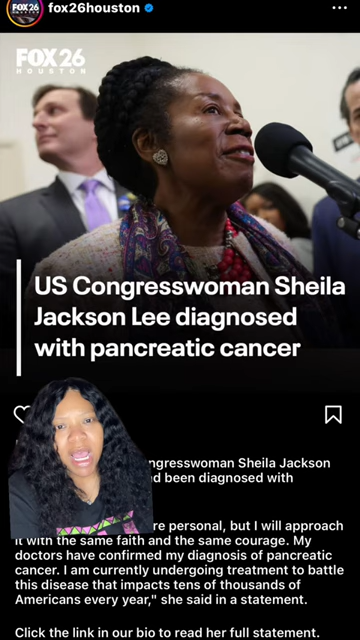 FOX 26
HOUSTON
fox26houston
FOX 26
HOUSTON
US Congresswoman Sheila
Jackson Lee diagnosed
with pancreatic cancer
ngresswoman Sheila Jackson
d been diagnosed with
re personal, but I will approach
it with the same faith and the same courage. My
doctors have confirmed my diagnosis of pancreatic
cancer. I am currently undergoing treatment to battle
this disease that impacts tens of thousands of
Americans every year," she said in a statement.
Click the link in our bio to read her full statement.